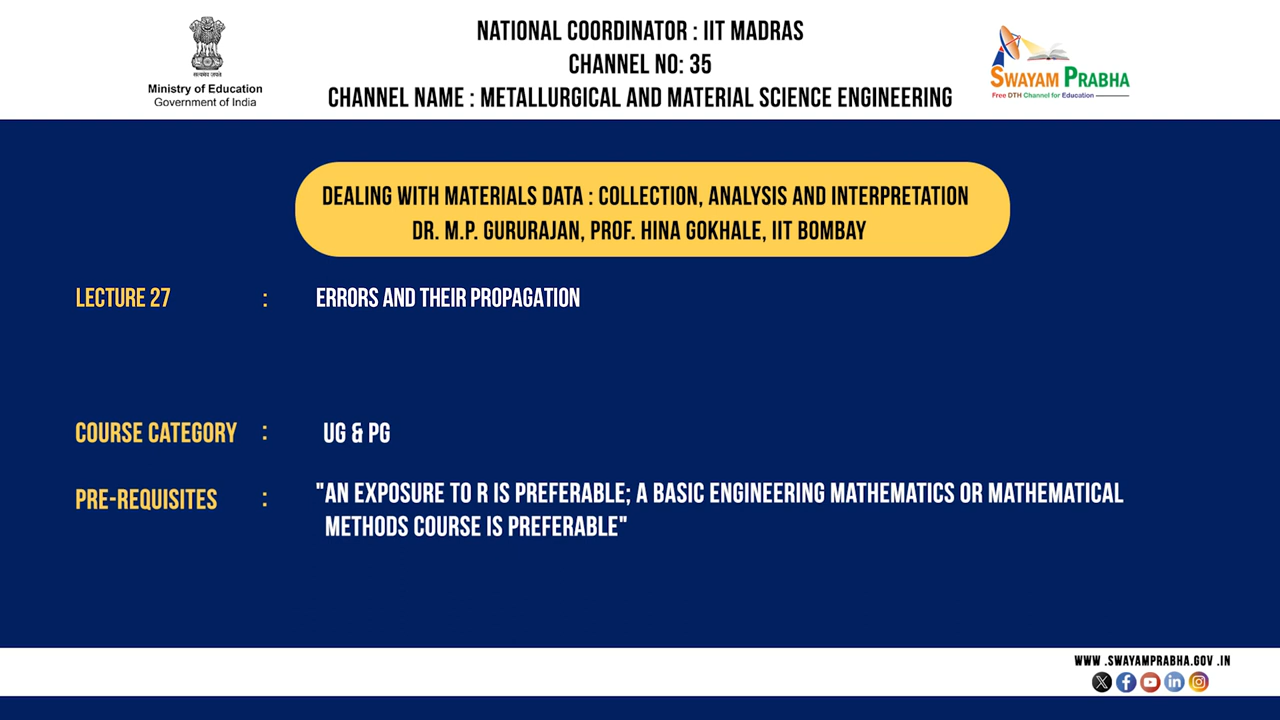 NATIONAL COORDINATOR : IIT MADRAS
CHANNEL NO: 35
CHANNEL NAME : METALLURGICAL AND MATERIAL SCIENCE ENGINEERING
सत्यमेव जयते
Ministry of Education
Government of India
SWAYAM PRABHA
Free DTH Channel for Education
DEALING WITH MATERIALS DATA : COLLECTION, ANALYSIS AND INTERPRETATION
DR. M.P. GURURAJAN, PROF. HINA GOKHALE, IIT BOMBAY
LECTURE 27 : ERRORS AND THEIR PROPAGATION
COURSE CATEGORY : UG & PG
PRE-REQUISITES : "AN EXPOSURE TO R IS PREFERABLE; A BASIC ENGINEERING MATHEMATICS OR MATHEMATICAL
METHODS COURSE IS PREFERABLE"
WWW .SWAYAMPRABHA.GOV .IN